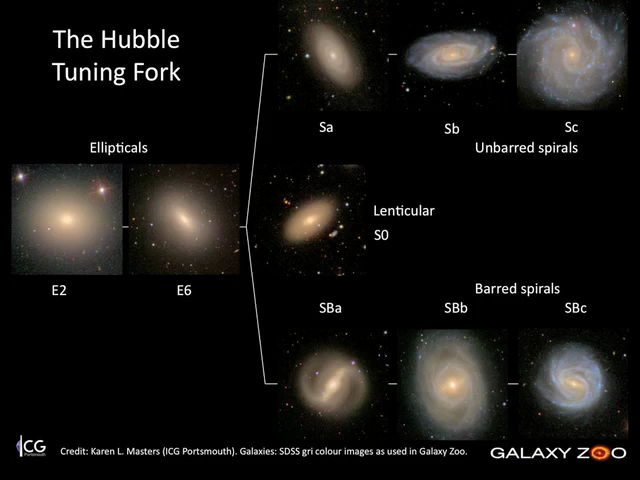 The Hubble
Tuning Fork
Sa
Sb
Sc
Unbarred spirals
Ellipticals
Lenticular
S0
E2
E6
Barred spirals
SBa
SBb
SBc
ICG
Portsmouth
Credit: Karen L. Masters (ICG Portsmouth). Galaxies: SDSS gri colour images as used in Galaxy Zoo.
GALAXY ZOO